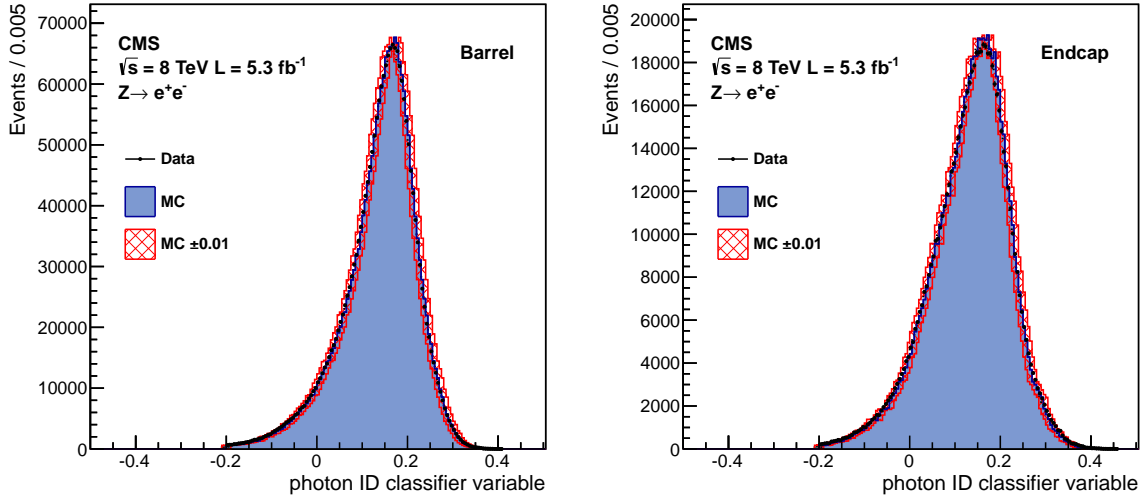 Events / 0.005
70000
60000
50000
40000
30000
20000
10000
0
CMS
√s = 8 TeV L = 5.3 fb⁻¹
Z→ e⁺e⁻
Barrel
Data
MC
MC ±0.01
-0.4 -0.2 0 0.2 0.4
photon ID classifier variable
Events / 0.005
20000
18000
16000
14000
12000
10000
8000
6000
4000
2000
0
CMS
√s = 8 TeV L = 5.3 fb⁻¹
Z→ e⁺e⁻
Endcap
Data
MC
MC ±0.01
-0.4 -0.2 0 0.2 0.4
photon ID classifier variable